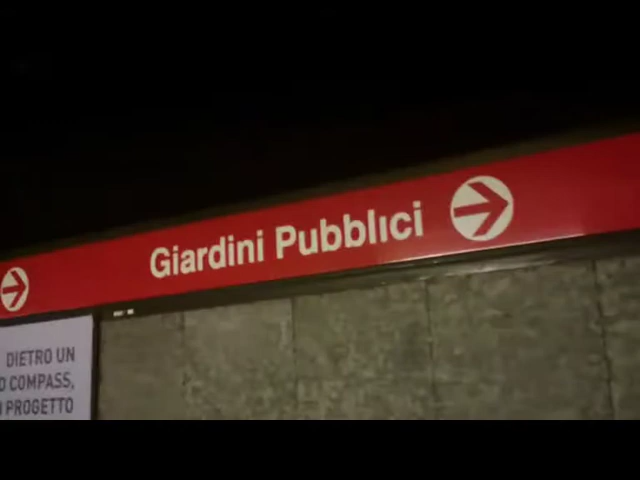 Giardini Pubblici
DIETRO UN
COMPASS,
PROGETTO